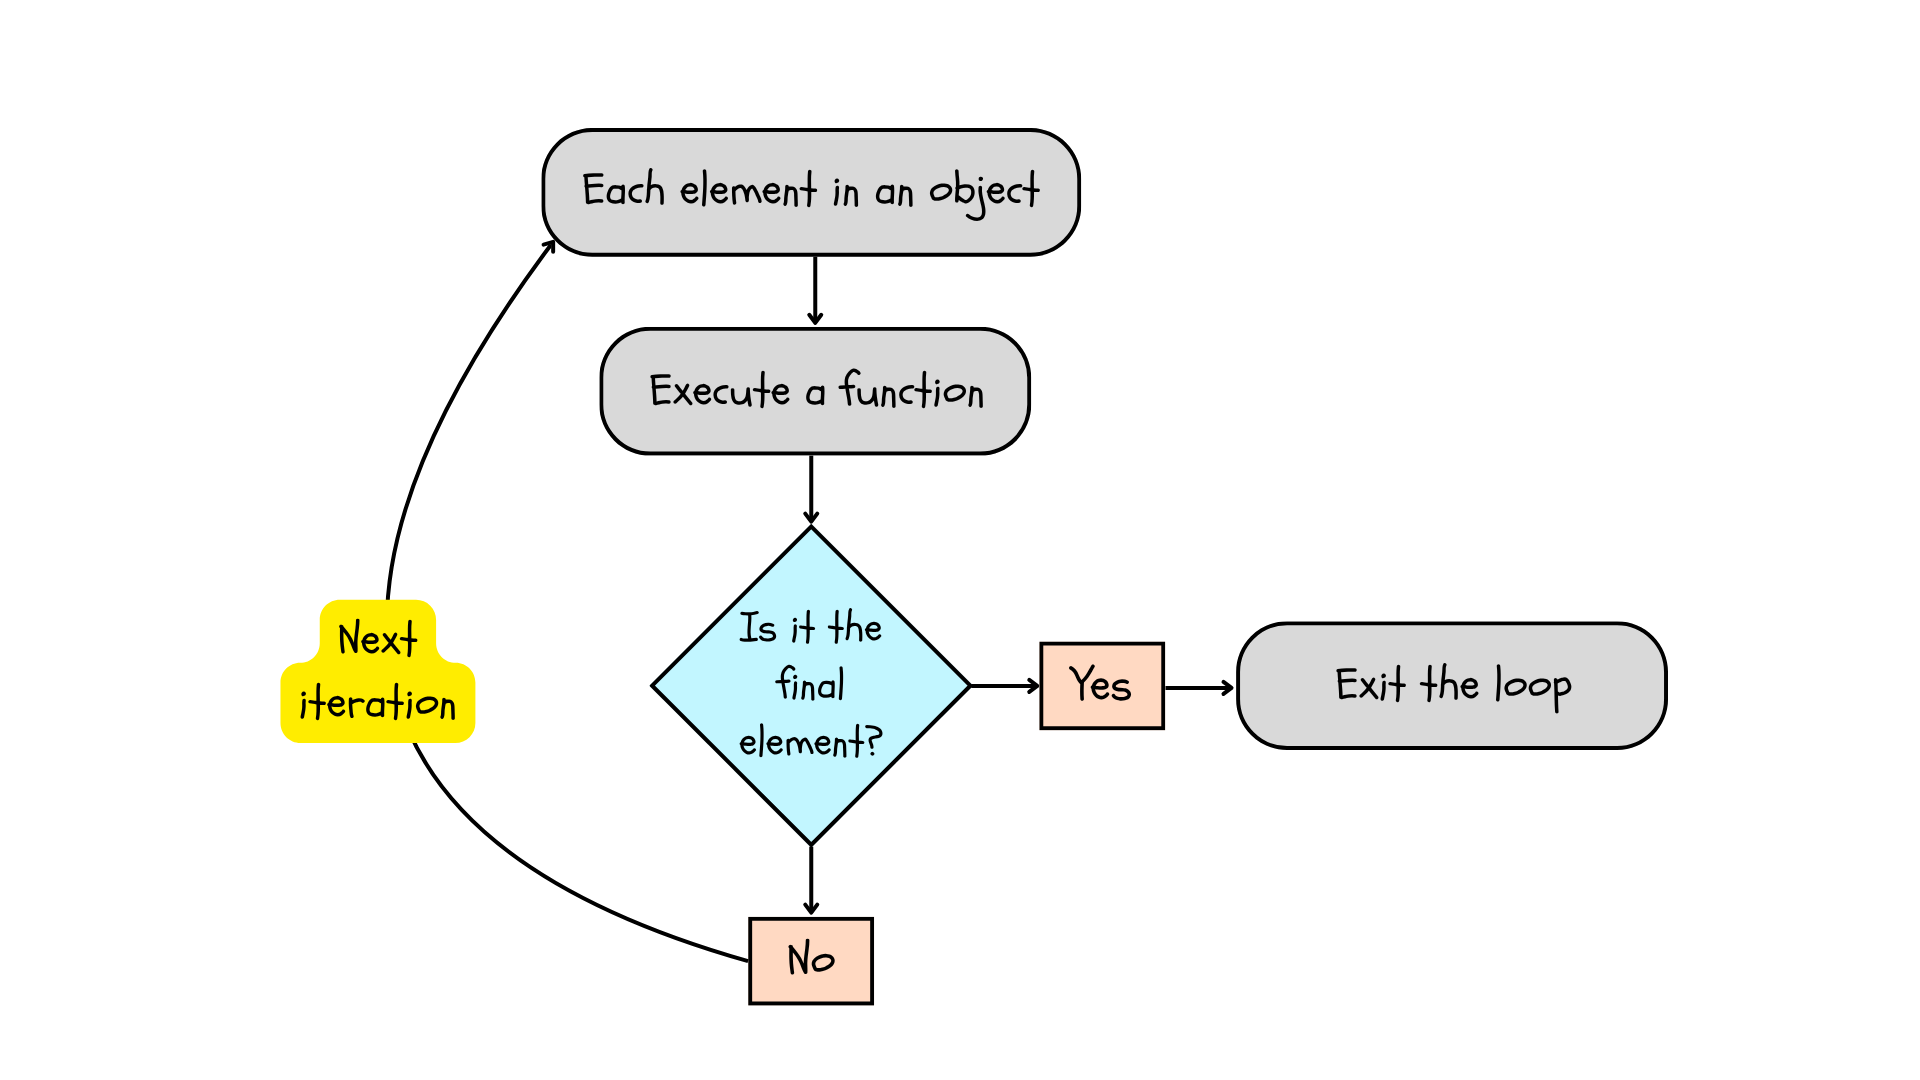 Each element in an object
Execute a function
Is it the
final
element?
Yes
Exit the loop
No
Next
iteration